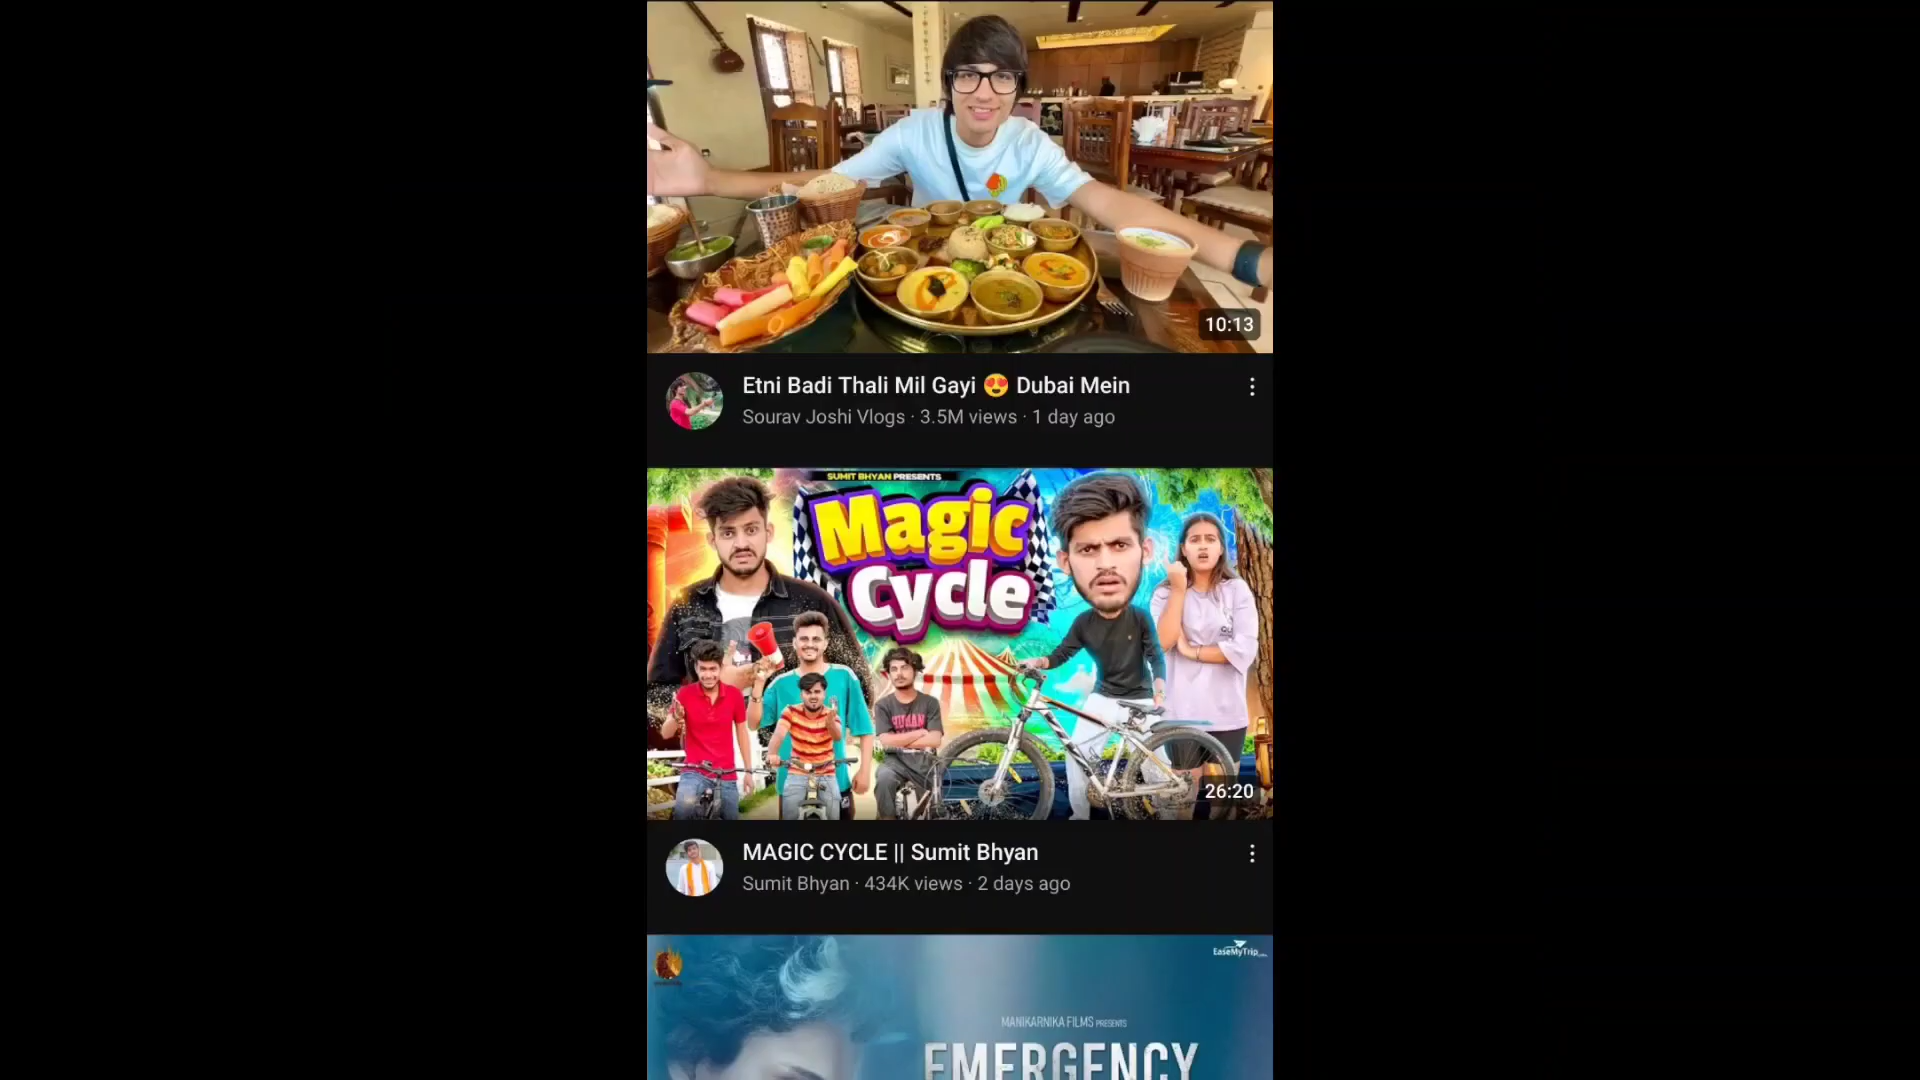 10:13
Etni Badi Thali Mil Gayi 😍 Dubai Mein
Sourav Joshi Vlogs · 3.5M views · 1 day ago
SUMIT BHYAN PRESENTS
Magic
Cycle
HUMAN
26:20
MAGIC CYCLE || Sumit Bhyan
Sumit Bhyan · 434K views · 2 days ago
EaseMyTrip
MANIKARNIKA FILMS PRESENTS
EMERGENCY